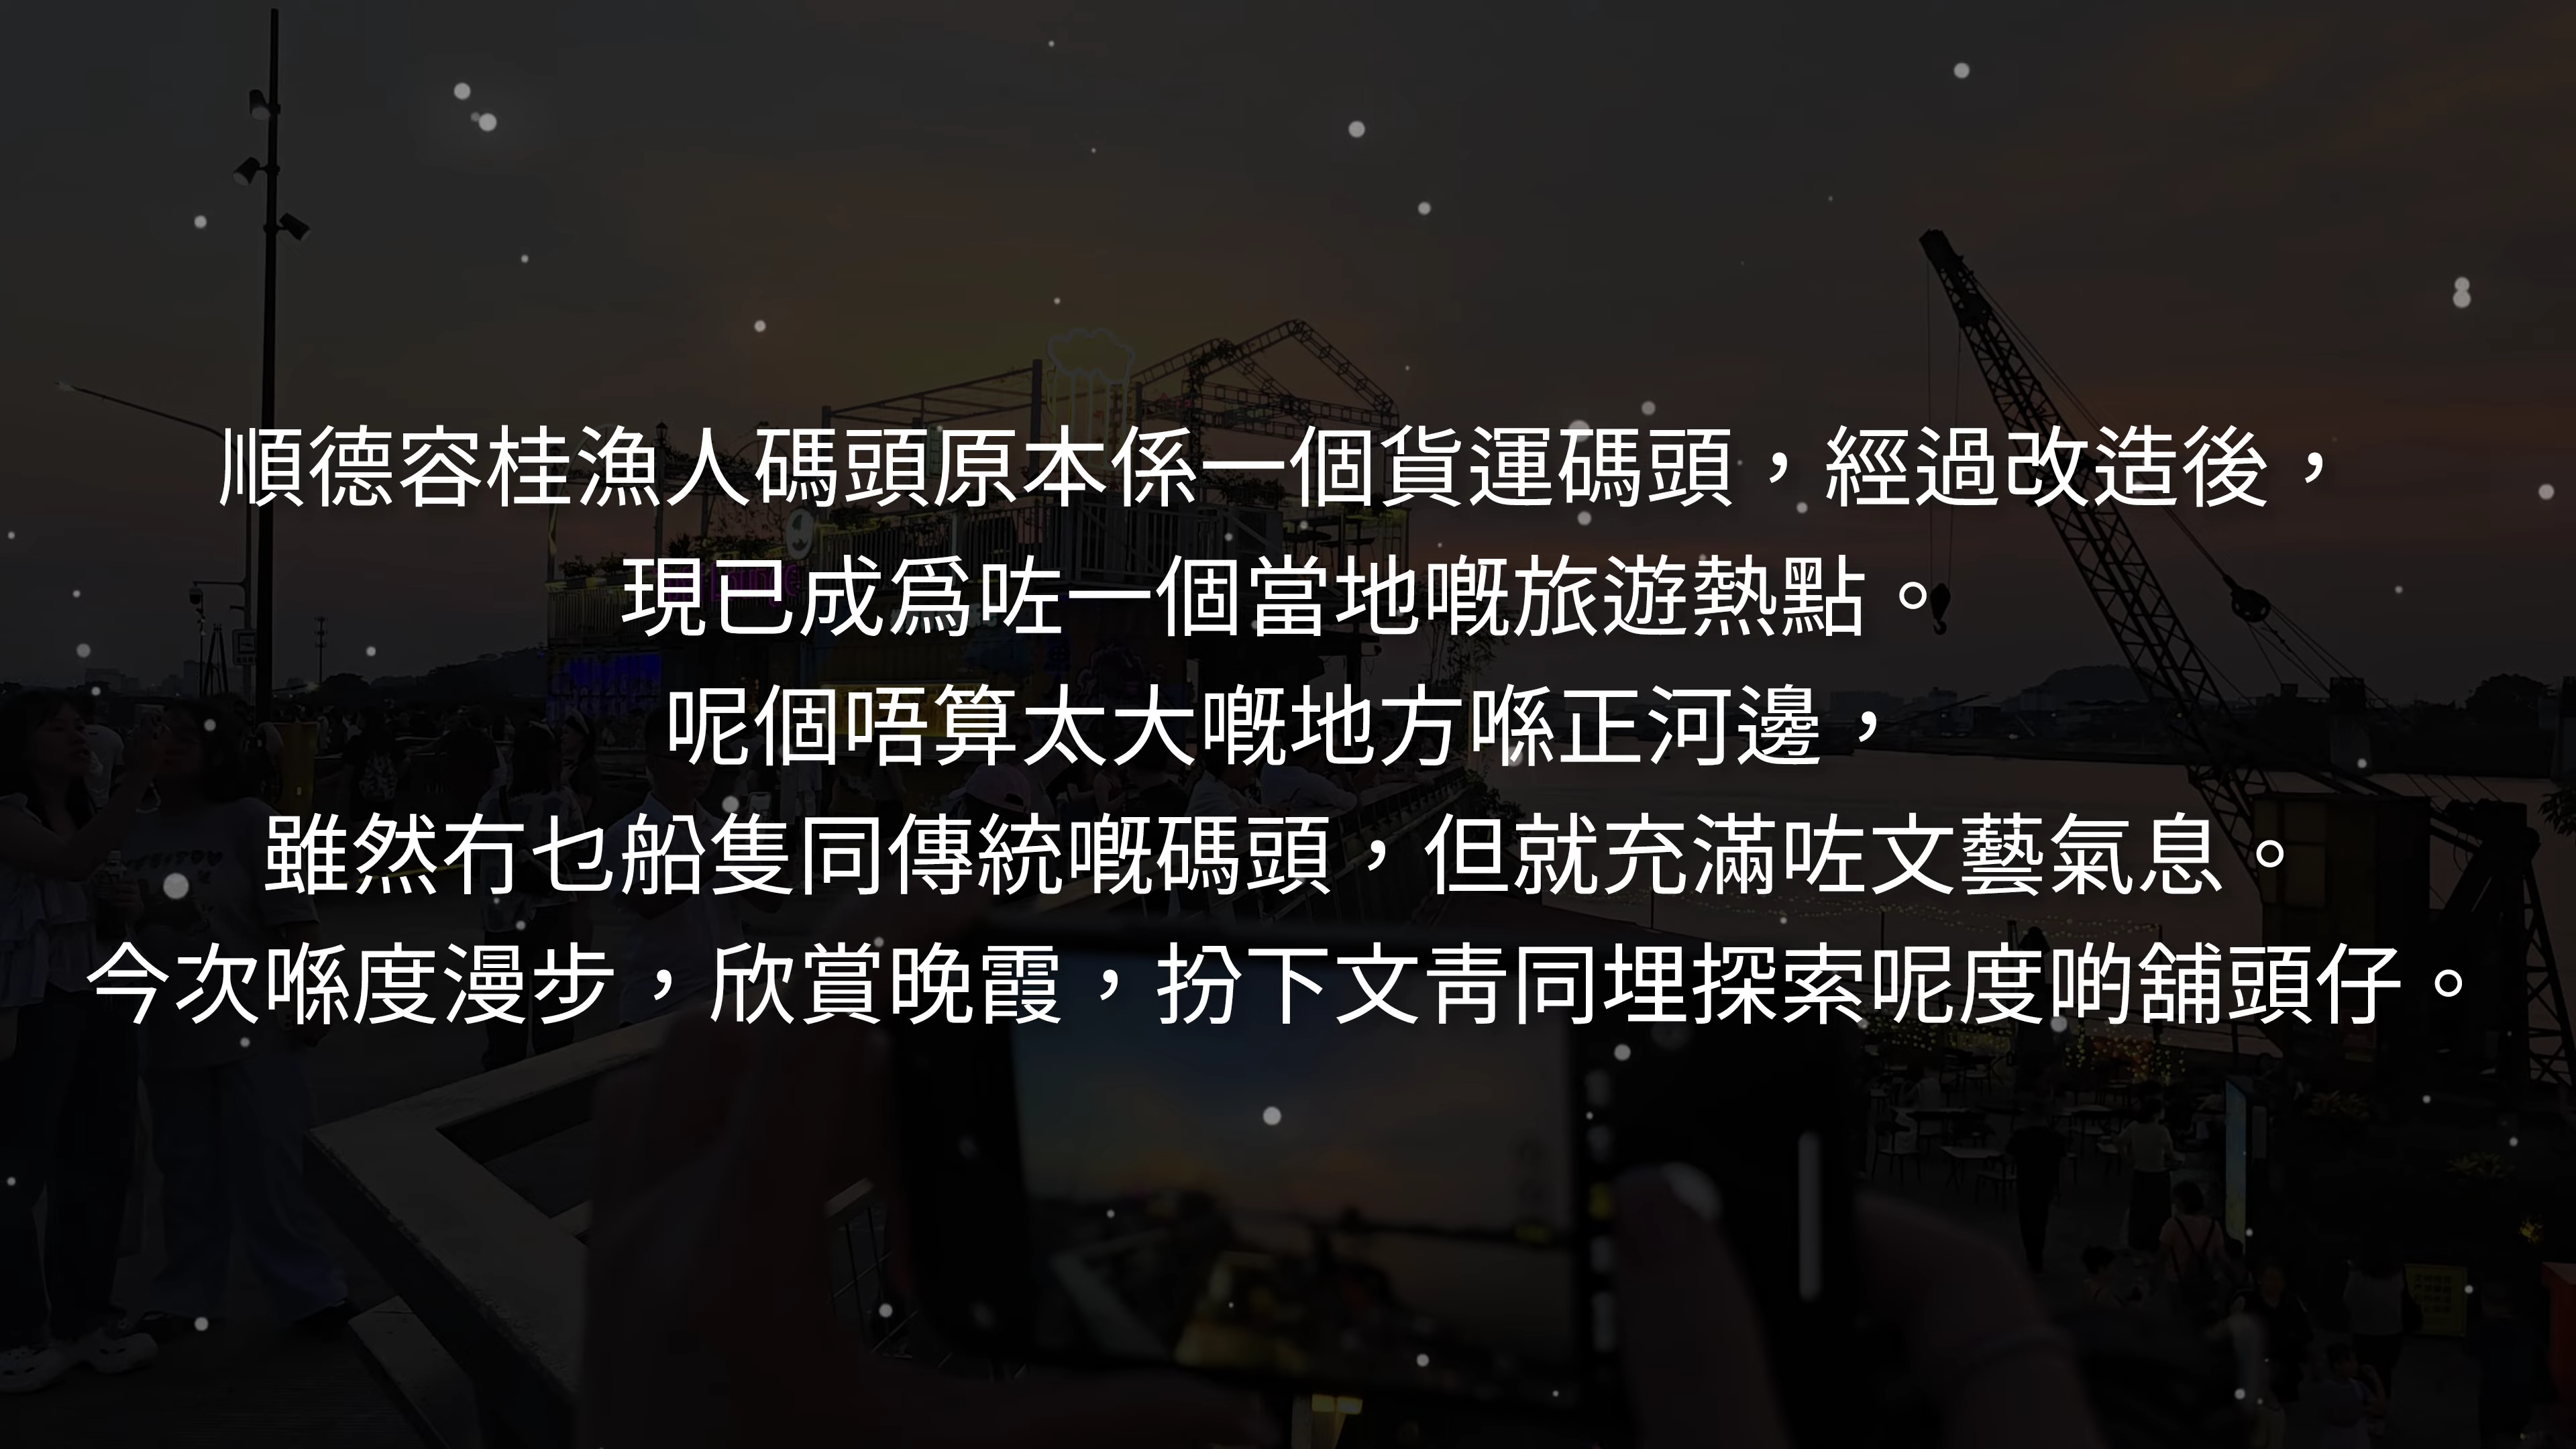 順德容桂漁人碼頭原本係一個貨運碼頭，經過改造後，
現已成爲咗一個當地嘅旅遊熱點。
呢個唔算太大嘅地方喺正河邊，
雖然冇乜船隻同傳統嘅碼頭，但就充滿咗文藝氣息。
今次喺度漫步，欣賞晚霞，扮下文靑同埋探索呢度啲舖頭仔。